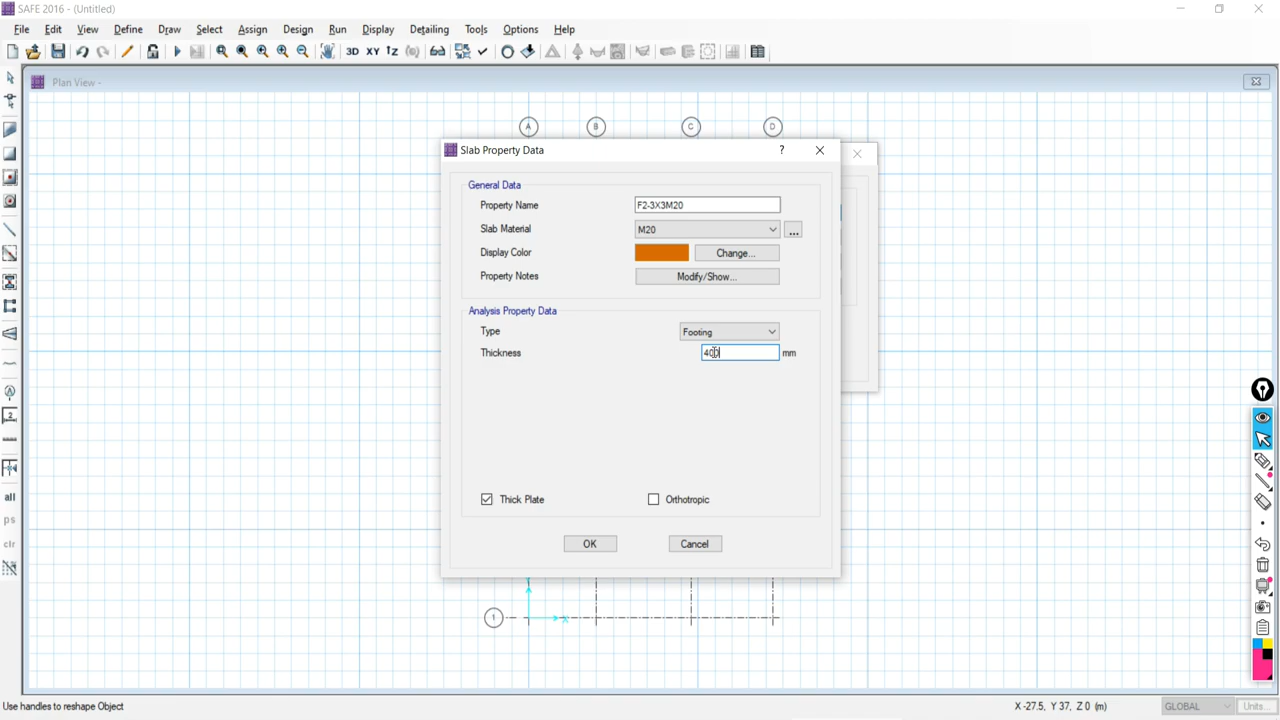 SAFE 2016 - (Untitled)
File Edit View Define Draw Select Assign Design Run Display Detailing Tools Options Help
3D XY
Plan View -
A B C D
Slab Property Data
?
General Data
Property Name F2-3X3M20
Slab Material M20 ...
Display Color Change...
Property Notes Modify/Show...
Analysis Property Data
Type Footing
Thickness 400 mm
Thick Plate Orthotropic
OK Cancel
1
X
2
all
ps
clr
Use handles to reshape Object
X -27.5, Y 37, Z 0 (m)
GLOBAL
Units...